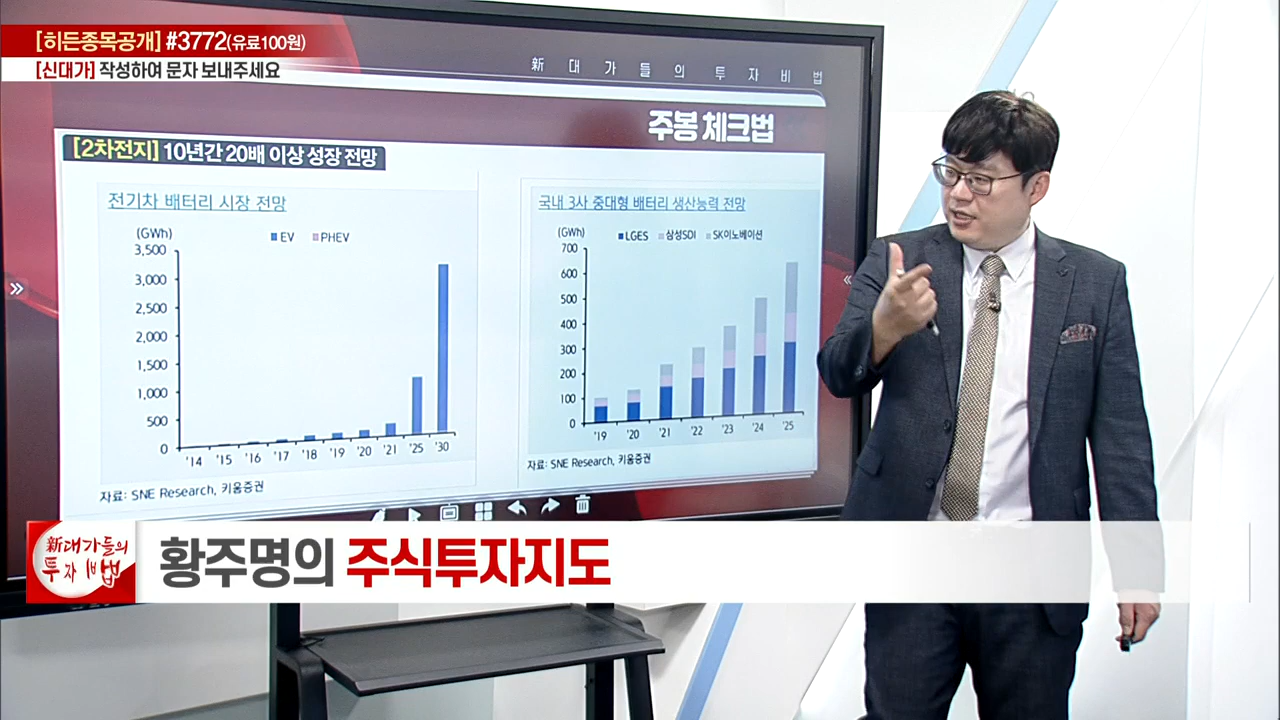 [히든종목공개] #3772(유료100원)
[신대가] 작성하여 문자 보내주세요
新 대 가 들 의 투 자 비 법
주봉 체크법
[2차전지] 10년간 20배 이상 성장 전망
전기차 배터리 시장 전망
(GWh)
EV PHEV
3,500
3,000
2,500
2,000
1,500
1,000
500
0
'14 '15 '16 '17 '18 '19 '20 '21 '25 '30
자료: SNE Research, 키움증권
국내 3사 중대형 배터리 생산능력 전망
(GWh)
LGES 삼성SDI SK이노베이션
700
600
500
400
300
200
100
0
'19 '20 '21 '22 '23 '24 '25
자료: SNE Research, 키움증권
新대가들의
투자비법
황주명의 주식투자지도